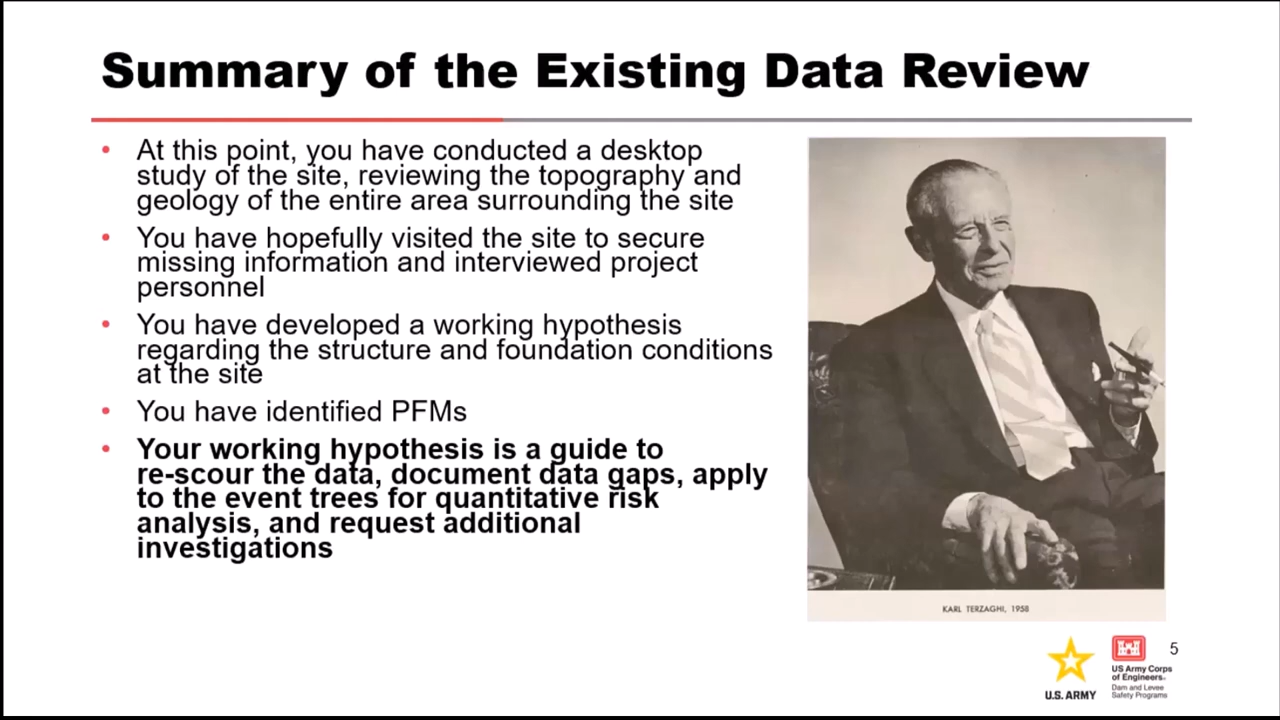 Summary of the Existing Data Review
• At this point, you have conducted a desktop
study of the site, reviewing the topography and
geology of the entire area surrounding the site
• You have hopefully visited the site to secure
missing information and interviewed project
personnel
• You have developed a working hypothesis
regarding the structure and foundation conditions
at the site
• You have identified PFMs
• Your working hypothesis is a guide to
re-scour the data, document data gaps, apply
to the event trees for quantitative risk
analysis, and request additional
investigations
KARL TERZAGHI, 1958
U.S. ARMY
US Army Corps
of Engineers.
Dam and Levee
Safety Programs
5